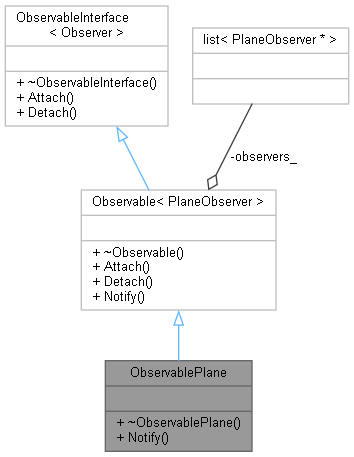 ObservableInterface
< Observer >
+ ~ObservableInterface()
+ Attach()
+ Detach()
list< PlaneObserver * >
-observers_
Observable< PlaneObserver >
+ ~Observable()
+ Attach()
+ Detach()
+ Notify()
ObservablePlane
+ ~ObservablePlane()
+ Notify()